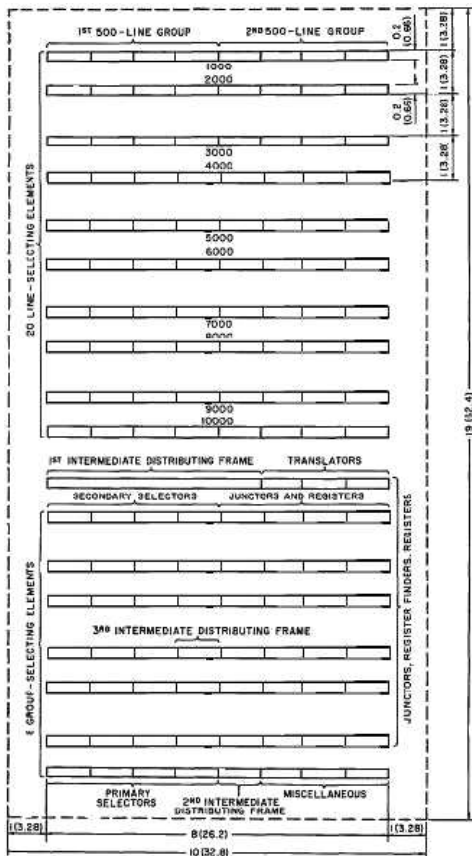 1ST 500-LINE GROUP
2ND 500-LINE GROUP
0.2
(0.66)
1(3.28)
1000
2000
0.2
(0.66)
1(3.28)
3000
4000
1(3.28)
5000
6000
7000
8000
9000
10000
20 LINE-SELECTING ELEMENTS
19(62.4)
1ST INTERMEDIATE DISTRIBUTING FRAME
TRANSLATORS
SECONDARY SELECTORS
JUNCTORS AND REGISTERS
3RD INTERMEDIATE DISTRIBUTING FRAME
GROUP-SELECTING ELEMENTS
JUNCTORS, REGISTER FINDERS, REGISTERS
PRIMARY
SELECTORS
2ND INTERMEDIATE
DISTRIBUTING FRAME
MISCELLANEOUS
1(3.28)
8(26.2)
1(3.28)
10(32.8)